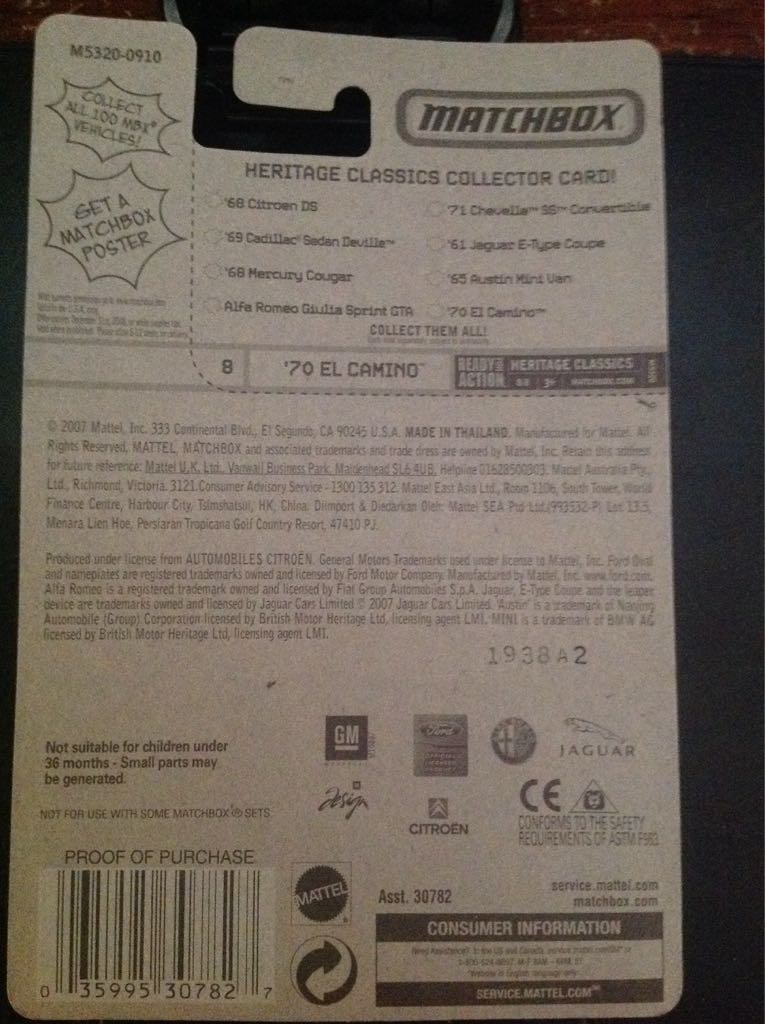 M5320-0910
COLLECT
ALL 100 MBX®
VEHICLES!
GET A
MATCHBOX
POSTER
MATCHBOX
HERITAGE CLASSICS COLLECTOR CARD!
'68 Citroen DS
'71 Chevelle™ SS™ Convertible
'69 Cadillac® Sedan Deville™
'61 Jaguar E-Type Coupe
'68 Mercury Cougar
'65 Austin Mini Van
Alfa Romeo Giulia Sprint GTA
'70 El Camino™
COLLECT THEM ALL!
8 '70 EL CAMINO™ READY FOR ACTION HERITAGE CLASSICS
MATCHBOX.COM
© 2007 Mattel, Inc. 333 Continental Blvd., El Segundo, CA 90245 U.S.A. MADE IN THAILAND. Manufactured for Mattel. All
Rights Reserved. MATTEL, MATCHBOX and associated trademarks and trade dress are owned by Mattel, Inc. Retain this address
for future reference: Mattel U.K. Ltd., Vanwall Business Park, Maidenhead SL6 4UB. Helpline 01628500303. Mattel Australia Pty.,
Ltd., Richmond, Victoria. 3121.Consumer Advisory Service - 1300 135 312. Mattel East Asia Ltd., Room 1106, South Tower, World
Finance Centre, Harbour City, Tsimshatsui, HK, China. Diimport & Diedarkan Oleh: Mattel SEA Ptd Ltd.(993532-P) Lot 13.5,
Menara Lien Hoe, Persiaran Tropicana Golf Country Resort, 47410 PJ.
Produced under license from AUTOMOBILES CITROËN. General Motors Trademarks used under license to Mattel, Inc. Ford Oval
and nameplates are registered trademarks owned and licensed by Ford Motor Company. Manufactured by Mattel, Inc. www.ford.com.
Alfa Romeo is a registered trademark owned and licensed by Fiat Group Automobiles S.p.A. Jaguar, E-Type Coupe and the leaper
device are trademarks owned and licensed by Jaguar Cars Limited © 2007 Jaguar Cars Limited. 'Austin' is a trademark of Nanjing
Automobile (Group) Corporation licensed by British Motor Heritage Ltd, licensing agent LMI. MINI is a trademark of BMW AG
licensed by British Motor Heritage Ltd, licensing agent LMI.
1938A2
GM
Ford
JAGUAR
Not suitable for children under
36 months - Small parts may
be generated.
Design
CITROËN
CE
CONFORMS TO THE SAFETY
REQUIREMENTS OF ASTM F963
NOT FOR USE WITH SOME MATCHBOX® SETS.
PROOF OF PURCHASE
0 35995 30782 7
MATTEL
Asst. 30782
service.mattel.com
matchbox.com
CONSUMER INFORMATION
SERVICE.MATTEL.COM™